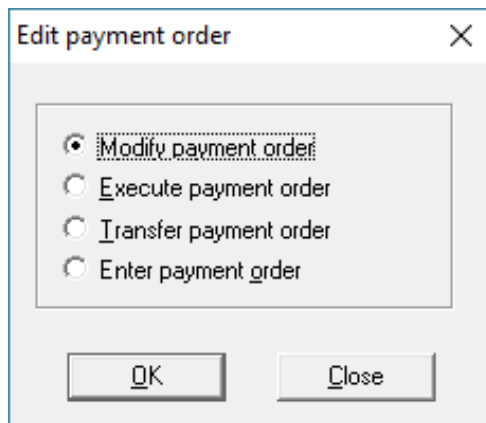 Edit payment order
Modify payment order
Execute payment order
Transfer payment order
Enter payment order
OK
Close